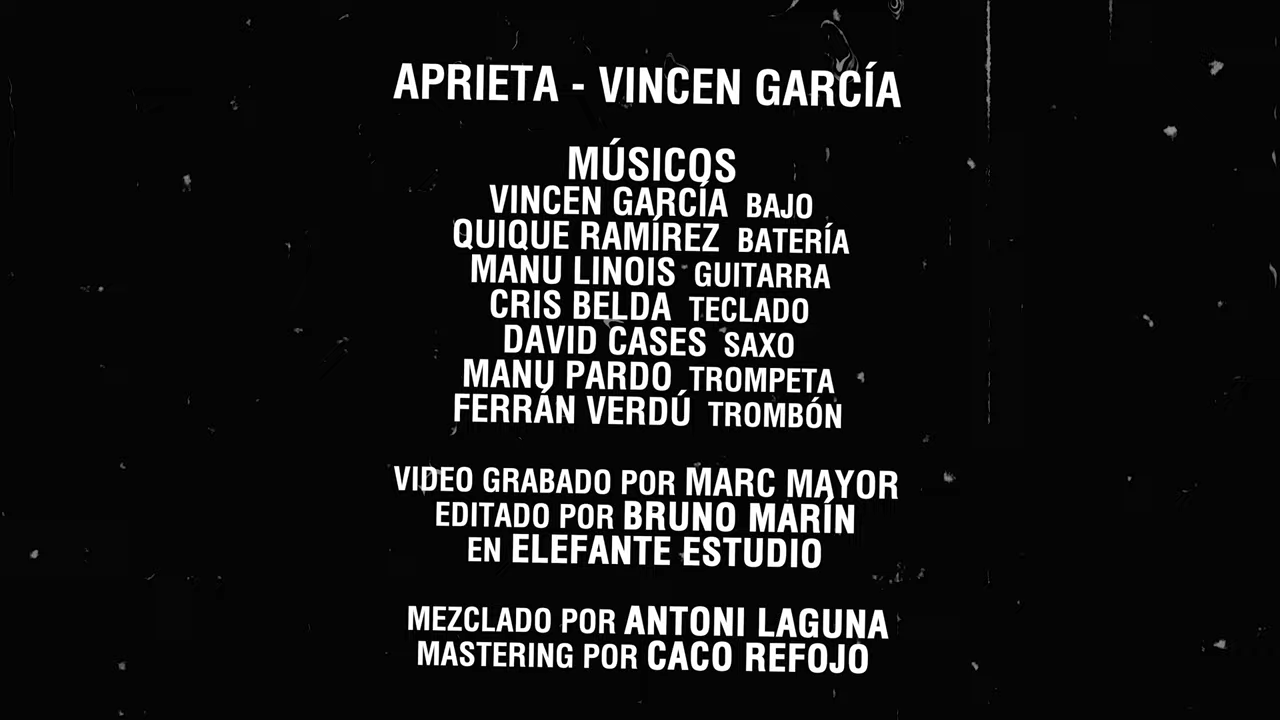 APRIETA - VINCEN GARCÍA
MÚSICOS
VINCEN GARCÍA BAJO
QUIQUE RAMÍREZ BATERÍA
MANU LINOIS GUITARRA
CRIS BELDA TECLADO
DAVID CASES SAXO
MANU PARDO TROMPETA
FERRÁN VERDÚ TROMBÓN
VIDEO GRABADO POR MARC MAYOR
EDITADO POR BRUNO MARÍN
EN ELEFANTE ESTUDIO
MEZCLADO POR ANTONI LAGUNA
MASTERING POR CACO REFOJO